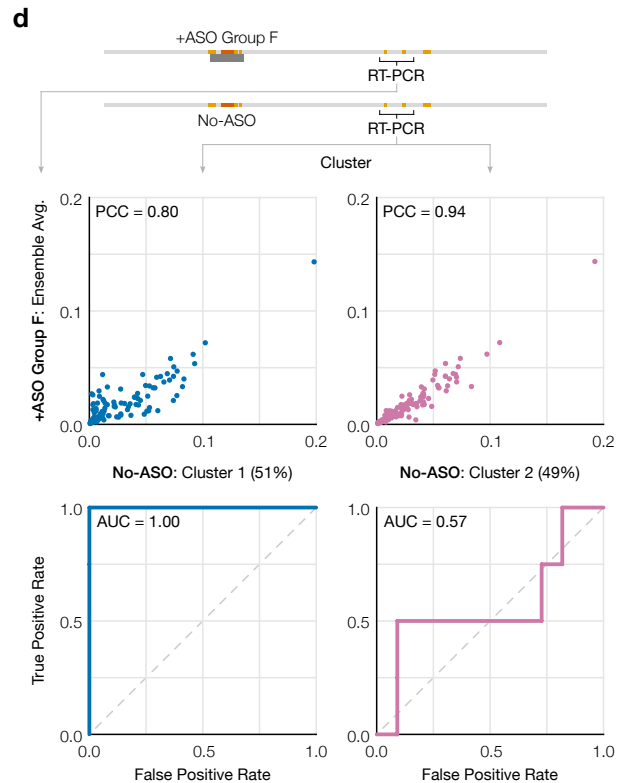 d
+ASO Group F
RT-PCR
No-ASO
RT-PCR
Cluster
+ASO Group F: Ensemble Avg.
0.2
0.1
0.0
PCC = 0.80
0.0 0.1 0.2
No-ASO: Cluster 1 (51%)
0.2
0.1
0.0
PCC = 0.94
0.0 0.1 0.2
No-ASO: Cluster 2 (49%)
True Positive Rate
1.0
0.5
0.0
AUC = 1.00
0.0 0.5 1.0
False Positive Rate
1.0
0.5
0.0
AUC = 0.57
0.0 0.5 1.0
False Positive Rate